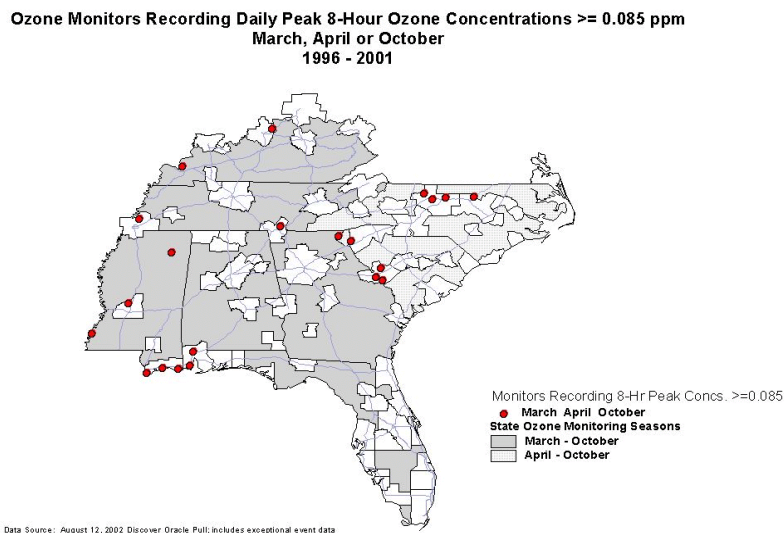 Ozone Monitors Recording Daily Peak 8-Hour Ozone Concentrations >= 0.085 ppm
March, April or October
1996 - 2001
Monitors Recording 8-Hr Peak Concs. >=0.085
March April October
State Ozone Monitoring Seasons
March - October
April - October
Data Source: August 12, 2002 Discover Oracle Pull; includes exceptional event data